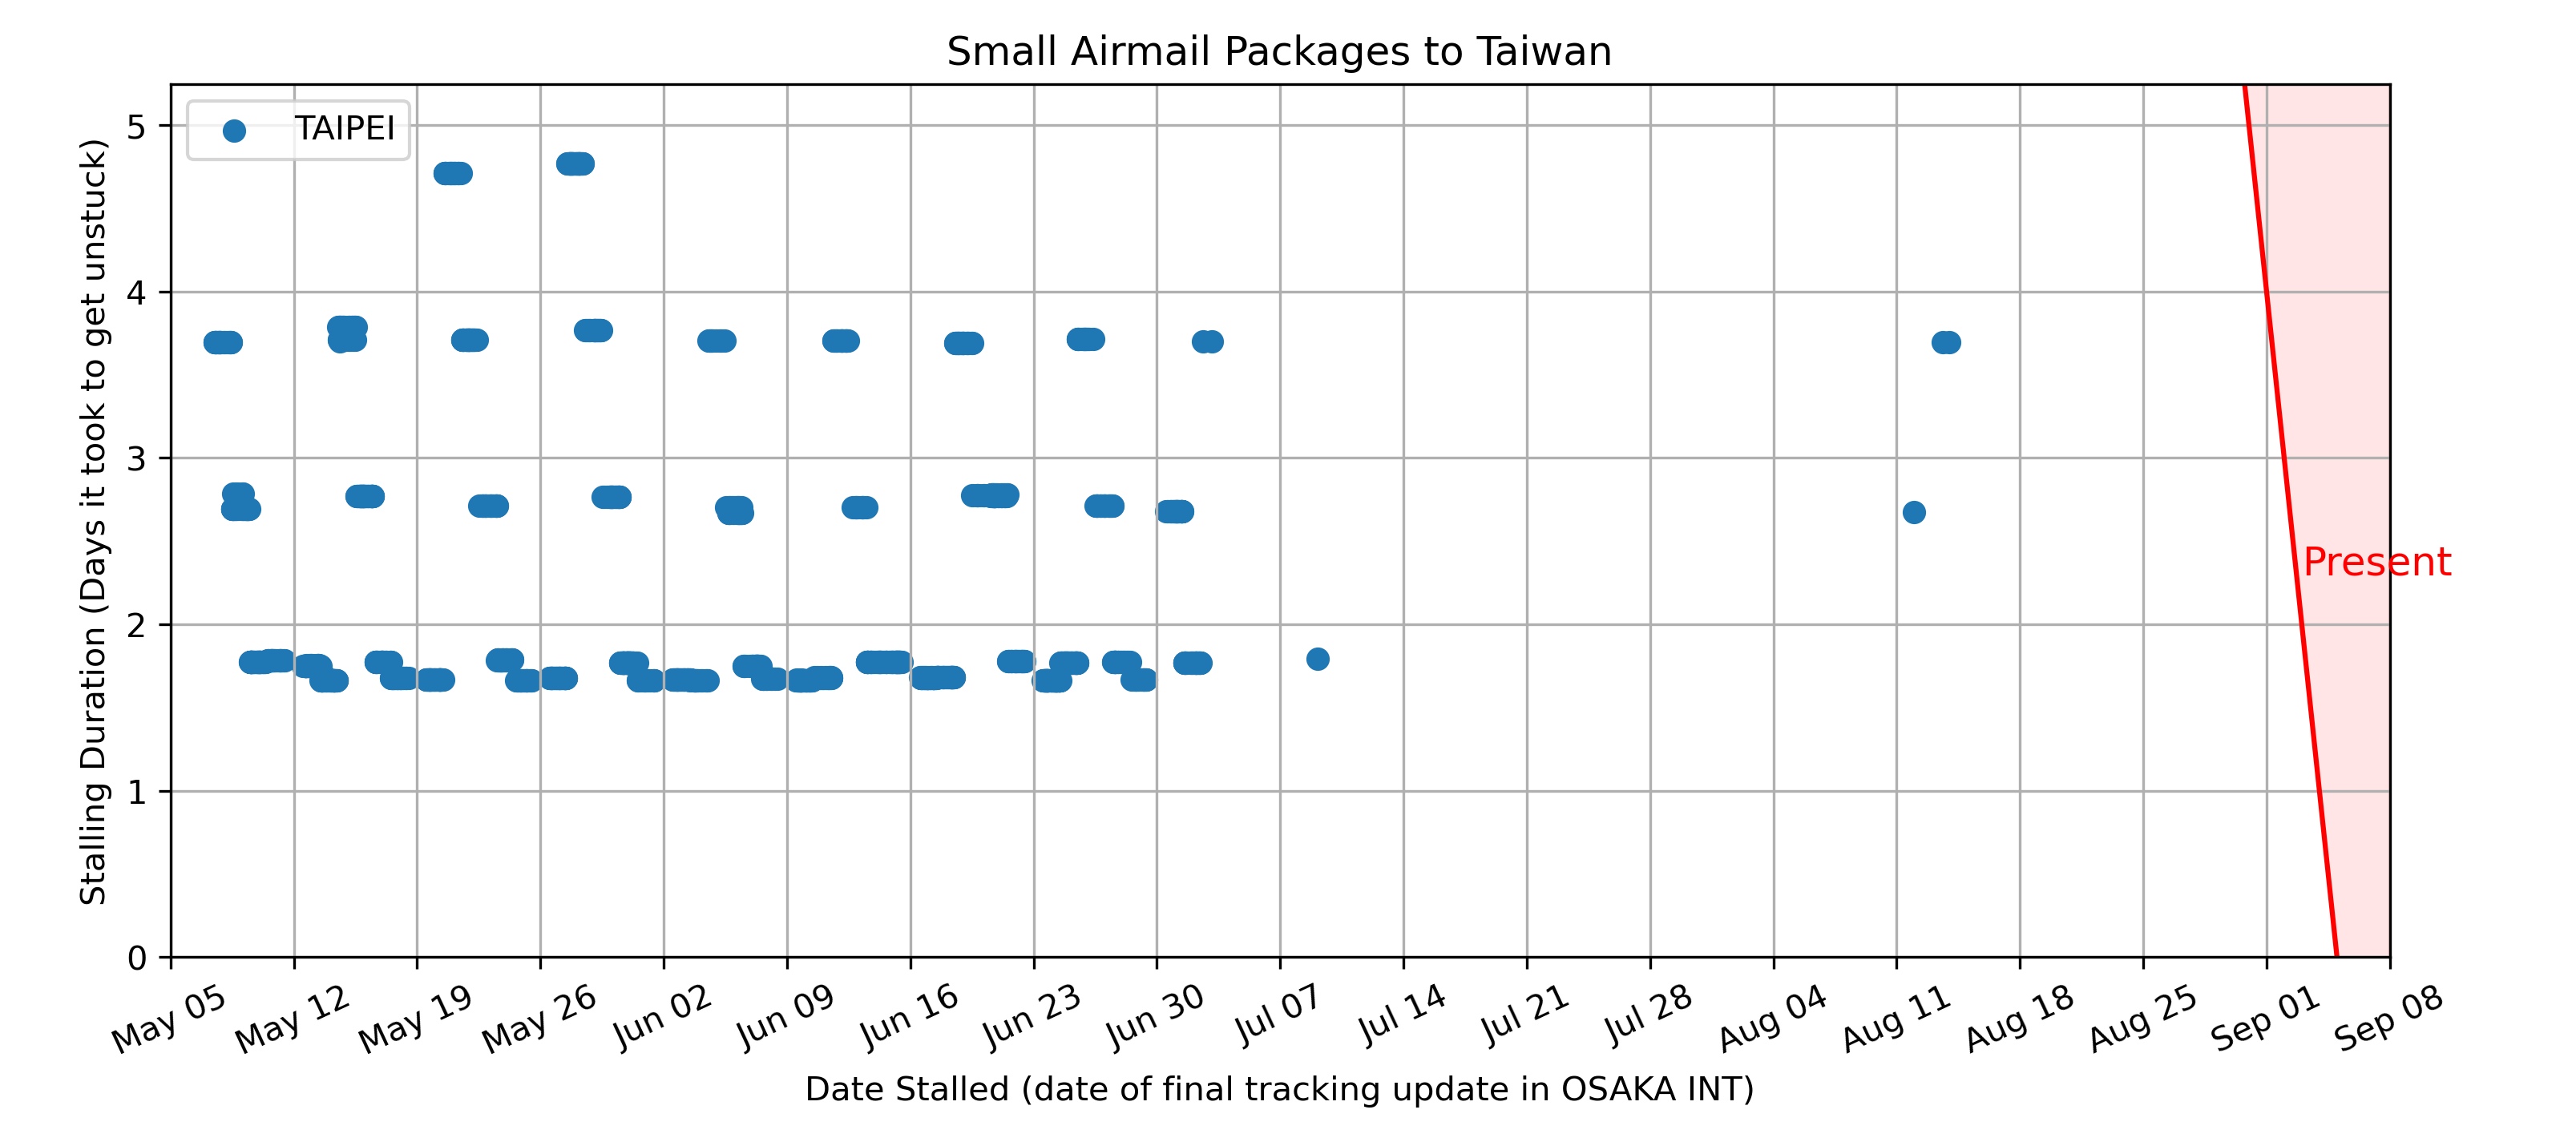 Small Airmail Packages to Taiwan
TAIPEI
Stalling Duration (Days it took to get unstuck)
5
4
3
2
1
0
Present
May 05
May 12
May 19
May 26
Jun 02
Jun 09
Jun 16
Jun 23
Jun 30
Jul 07
Jul 14
Jul 21
Jul 28
Aug 04
Aug 11
Aug 18
Aug 25
Sep 01
Sep 08
Date Stalled (date of final tracking update in OSAKA INT)